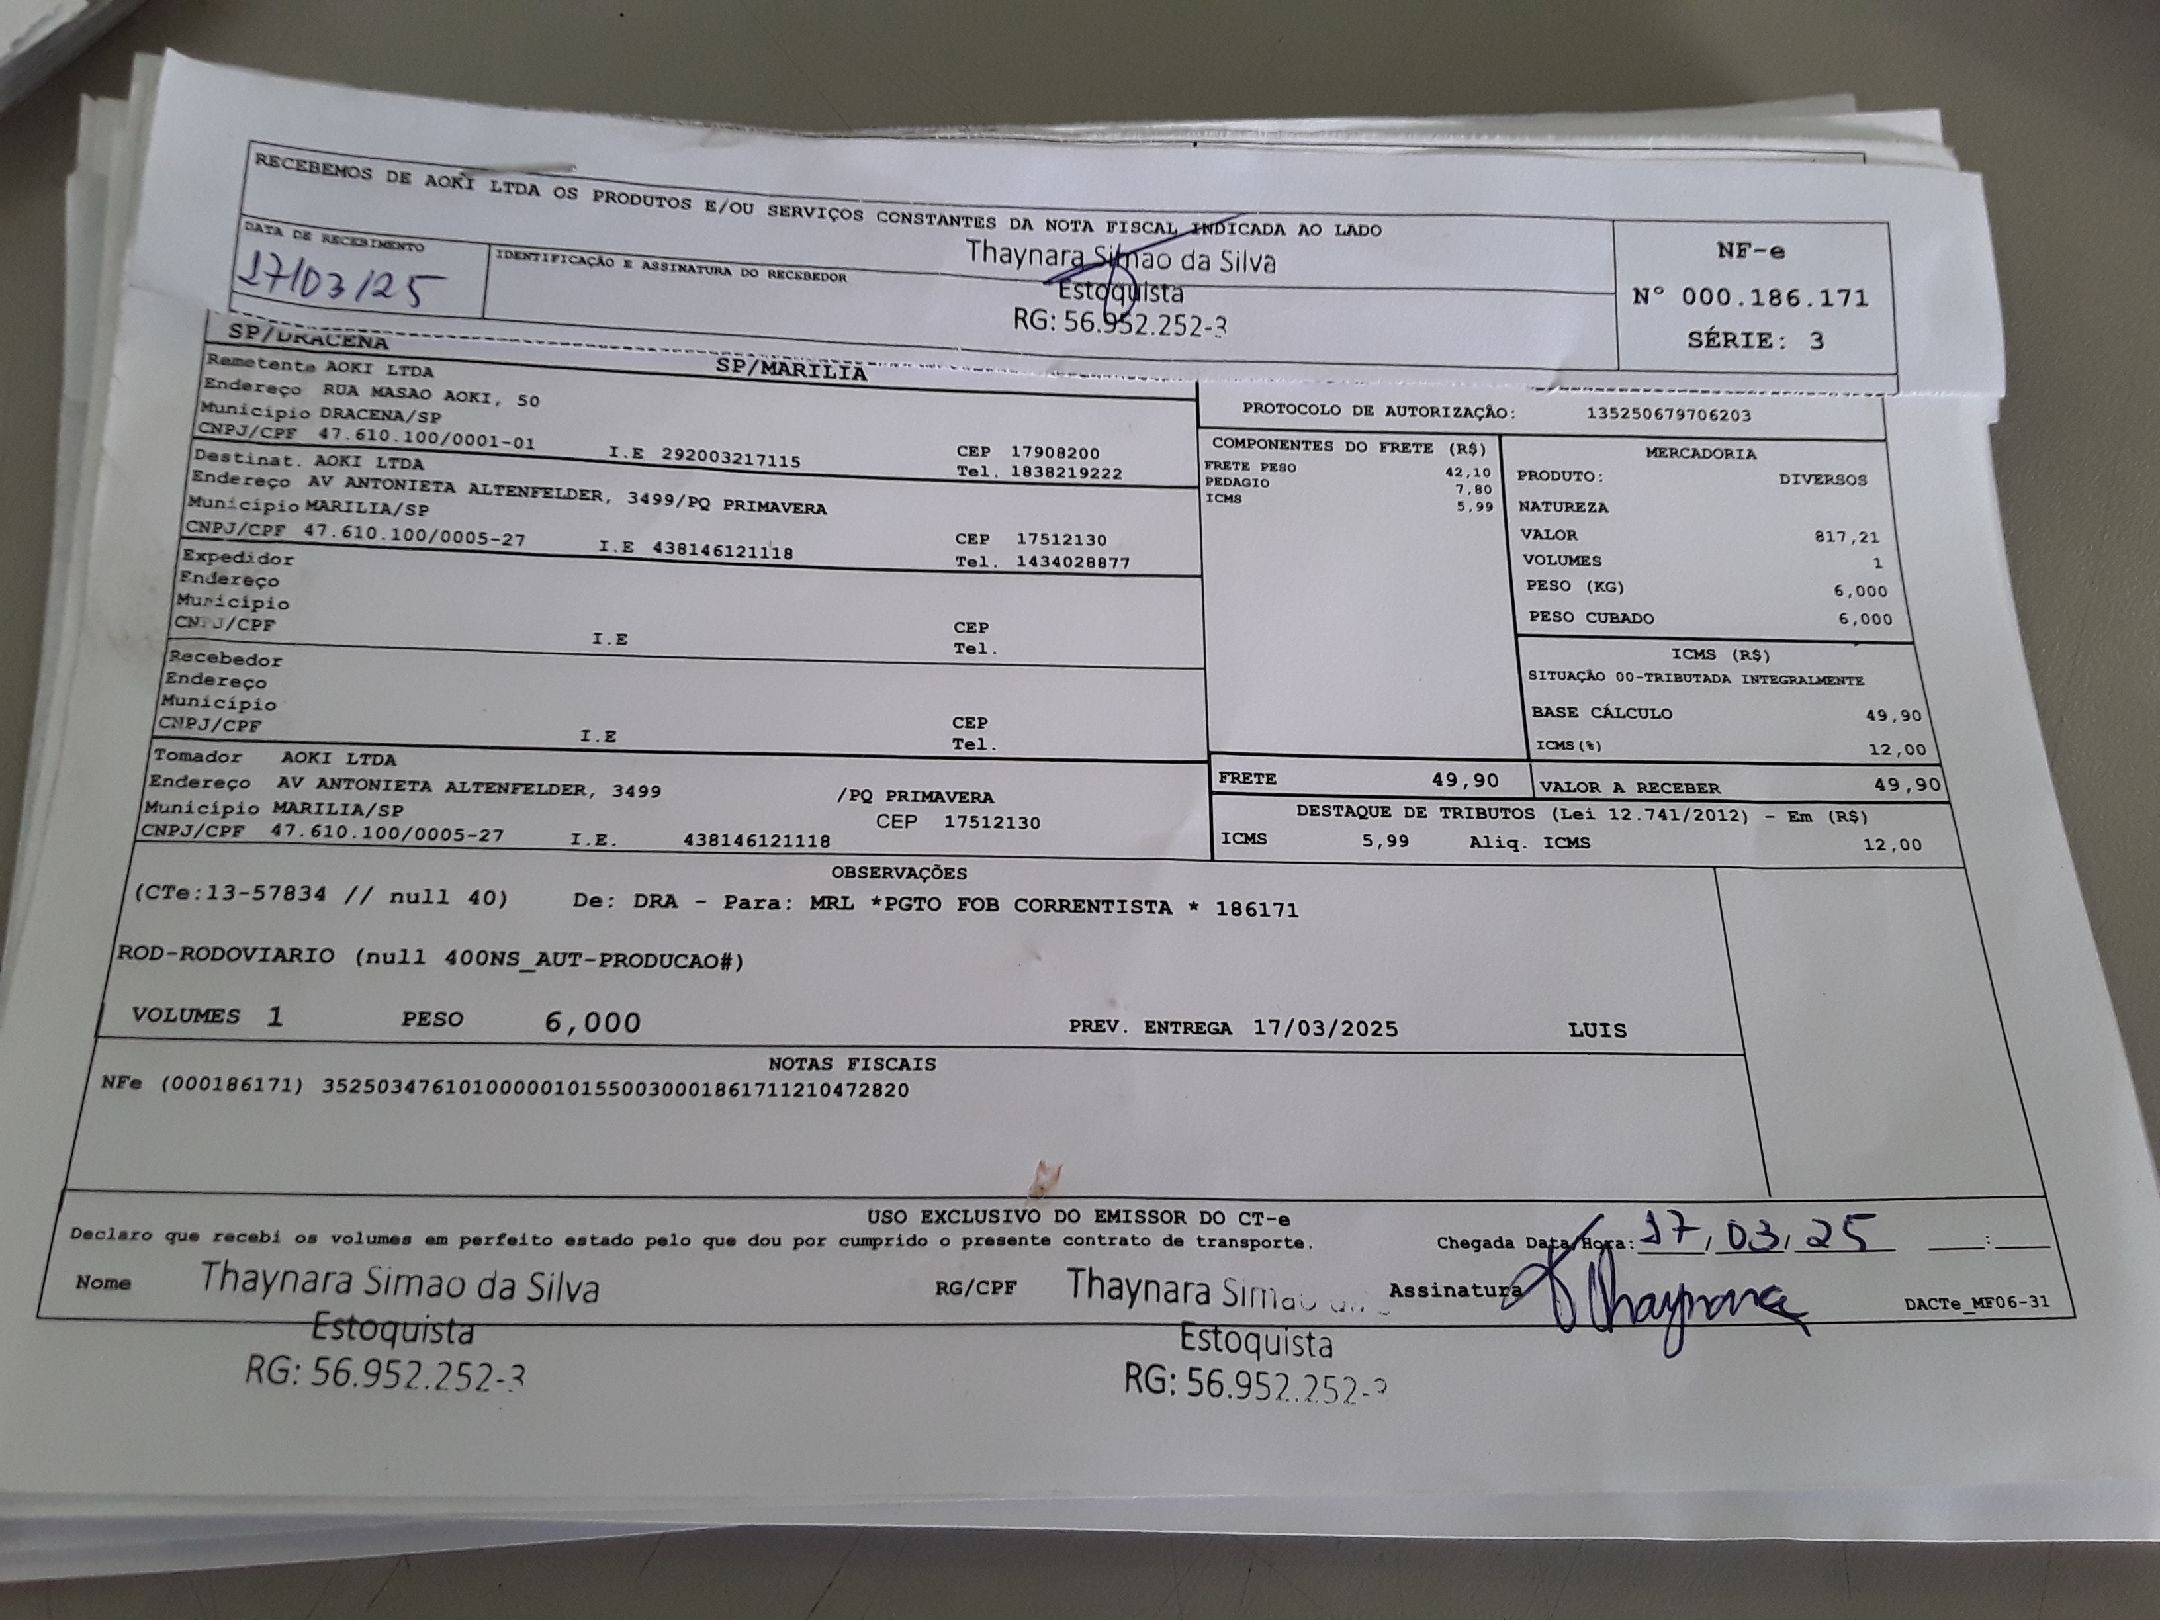 RECEBEMOS DE AOKI LTDA OS PRODUTOS E/OU SERVIÇOS CONSTANTES DA NOTA FISCAL INDICADA AO LADO
DATA DE RECEBIMENTO
17/03/25
IDENTIFICAÇÃO E ASSINATURA DO RECEBEDOR
Thaynara Simao da Silva
Estoquista
RG: 56.952.252-3
NF-e
Nº 000.186.171
SÉRIE: 3
SP/DRACENA SP/MARILIA
Remetente AOKI LTDA
Endereço RUA MASAO AOKI, 50
Município DRACENA/SP CEP 17908200
CNPJ/CPF 47.610.100/0001-01 I.E 292003217115 Tel. 1838219222
Destinat. AOKI LTDA
Endereço AV ANTONIETA ALTENFELDER, 3499/PQ PRIMAVERA
Município MARILIA/SP CEP 17512130
CNPJ/CPF 47.610.100/0005-27 I.E 438146121118 Tel. 1434028877
Expedidor
Endereço
Município CEP
CNPJ/CPF I.E Tel.
Recebedor
Endereço
Município CEP
CNPJ/CPF I.E Tel.
Tomador AOKI LTDA
Endereço AV ANTONIETA ALTENFELDER, 3499 /PQ PRIMAVERA
Município MARILIA/SP CEP 17512130
CNPJ/CPF 47.610.100/0005-27 I.E. 438146121118
PROTOCOLO DE AUTORIZAÇÃO: 135250679706203
COMPONENTES DO FRETE (R$)
FRETE PESO 42,10
PEDAGIO 7,80
ICMS 5,99
MERCADORIA
PRODUTO: DIVERSOS
NATUREZA
VALOR 817,21
VOLUMES 1
PESO (KG) 6,000
PESO CUBADO 6,000
ICMS (R$)
SITUAÇÃO 00-TRIBUTADA INTEGRALMENTE
BASE CÁLCULO 49,90
ICMS(%) 12,00
FRETE 49,90 VALOR A RECEBER 49,90
DESTAQUE DE TRIBUTOS (Lei 12.741/2012) - Em (R$)
ICMS 5,99 Aliq. ICMS 12,00
OBSERVAÇÕES
(CTe:13-57834 // null 40) De: DRA - Para: MRL *PGTO FOB CORRENTISTA * 186171
ROD-RODOVIARIO (null 400NS_AUT-PRODUCAO#)
VOLUMES 1 PESO 6,000 PREV. ENTREGA 17/03/2025 LUIS
NOTAS FISCAIS
NFe (000186171) 35250347610100000101550030001861711210472820
USO EXCLUSIVO DO EMISSOR DO CT-e
Declaro que recebi os volumes em perfeito estado pelo que dou por cumprido o presente contrato de transporte. Chegada Data/Hora: 17/03/25 __:__
Nome Thaynara Simao da Silva RG/CPF Thaynara Simao Assinatura Thaynara DACTe_MF06-31
Estoquista Estoquista
RG: 56.952.252-3 RG: 56.952.252-3